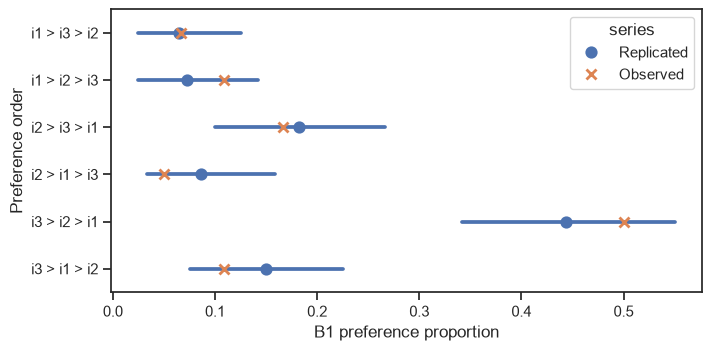 series
Replicated
Observed
Preference order
i1 > i3 > i2
i1 > i2 > i3
i2 > i3 > i1
i2 > i1 > i3
i3 > i2 > i1
i3 > i1 > i2
0.0 0.1 0.2 0.3 0.4 0.5
B1 preference proportion